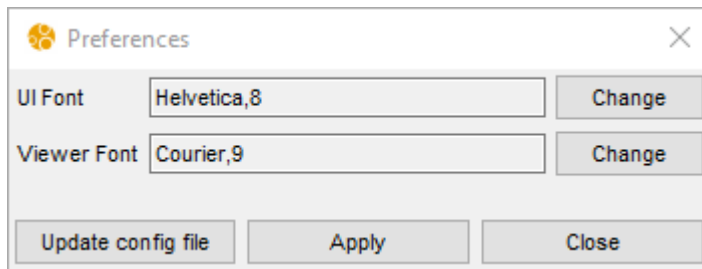 Preferences
UI Font Helvetica,8 Change
Viewer Font Courier,9 Change
Update config file Apply Close